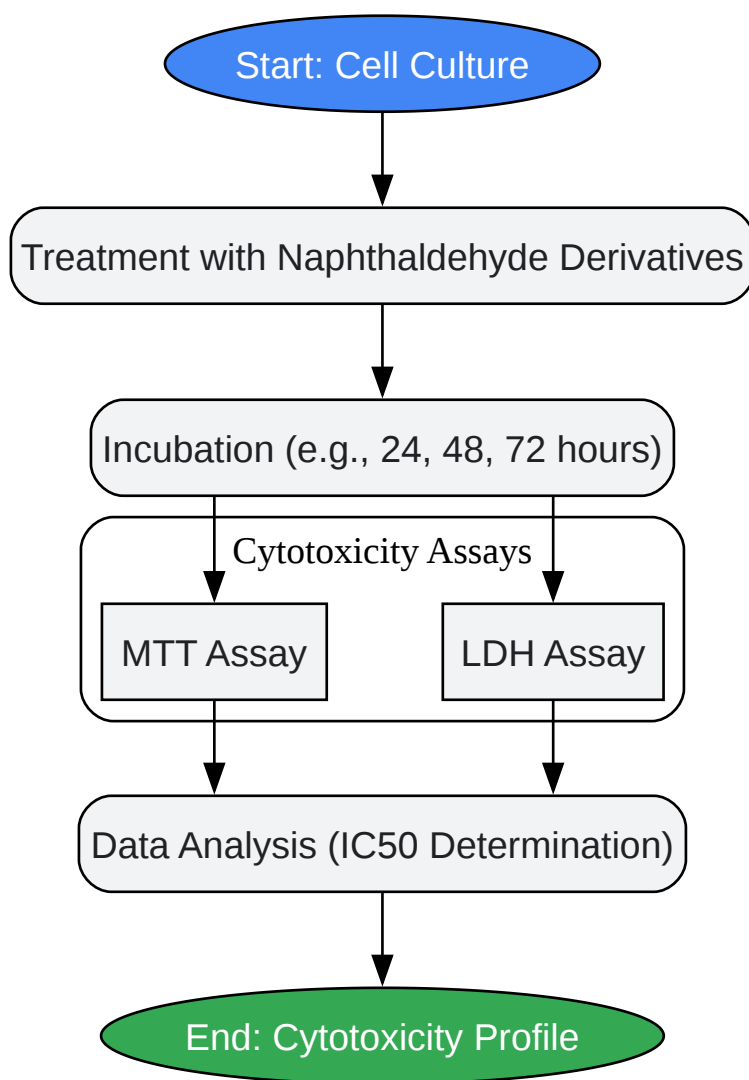 Start: Cell Culture
Treatment with Naphthaldehyde Derivatives
Incubation (e.g., 24, 48, 72 hours)
Cytotoxicity Assays
MTT Assay
LDH Assay
Data Analysis (IC50 Determination)
End: Cytotoxicity Profile